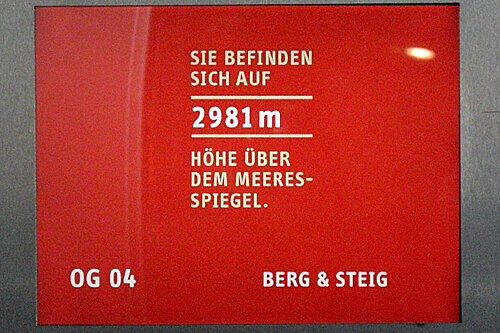 SIE BEFINDEN
SICH AUF
2981 m
HÖHE ÜBER
DEM MEERES-
SPIEGEL.
OG 04
BERG & STEIG